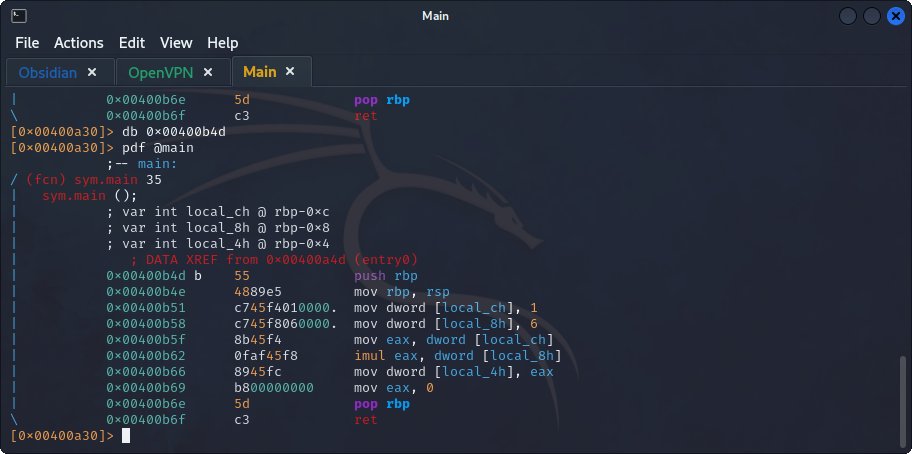 Main
File Actions Edit View Help
Obsidian × OpenVPN × Main ×
| 0×00400b6e 5d pop rbp
\ 0×00400b6f c3 ret
[0×00400a30]> db 0×00400b4d
[0×00400a30]> pdf @main
;-- main:
/ (fcn) sym.main 35
| sym.main ();
| ; var int local_ch @ rbp-0×c
| ; var int local_8h @ rbp-0×8
| ; var int local_4h @ rbp-0×4
| ; DATA XREF from 0×00400a4d (entry0)
| 0×00400b4d b 55 push rbp
| 0×00400b4e 4889e5 mov rbp, rsp
| 0×00400b51 c745f4010000. mov dword [local_ch], 1
| 0×00400b58 c745f8060000. mov dword [local_8h], 6
| 0×00400b5f 8b45f4 mov eax, dword [local_ch]
| 0×00400b62 0faf45f8 imul eax, dword [local_8h]
| 0×00400b66 8945fc mov dword [local_4h], eax
| 0×00400b69 b800000000 mov eax, 0
| 0×00400b6e 5d pop rbp
\ 0×00400b6f c3 ret
[0×00400a30]>